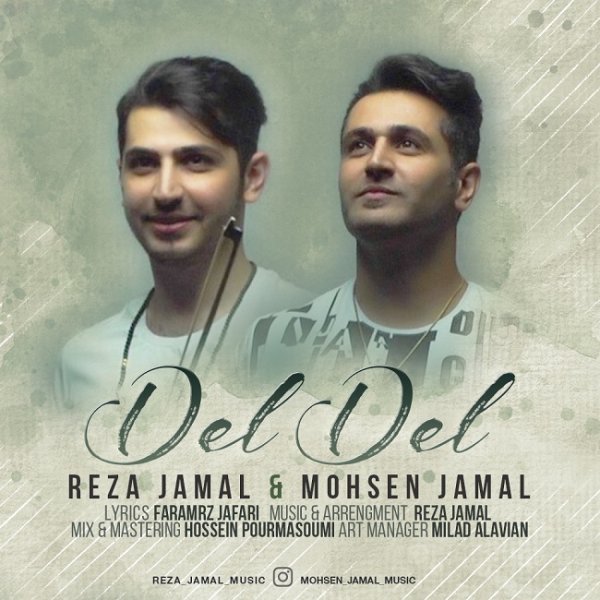 Del Del
REZA JAMAL & MOHSEN JAMAL
LYRICS FARAMRZ JAFARI MUSIC & ARRENGMENT REZA JAMAL
MIX & MASTERING HOSSEIN POURMASOUMI ART MANAGER MILAD ALAVIAN
REZA_JAMAL_MUSIC MOHSEN_JAMAL_MUSIC